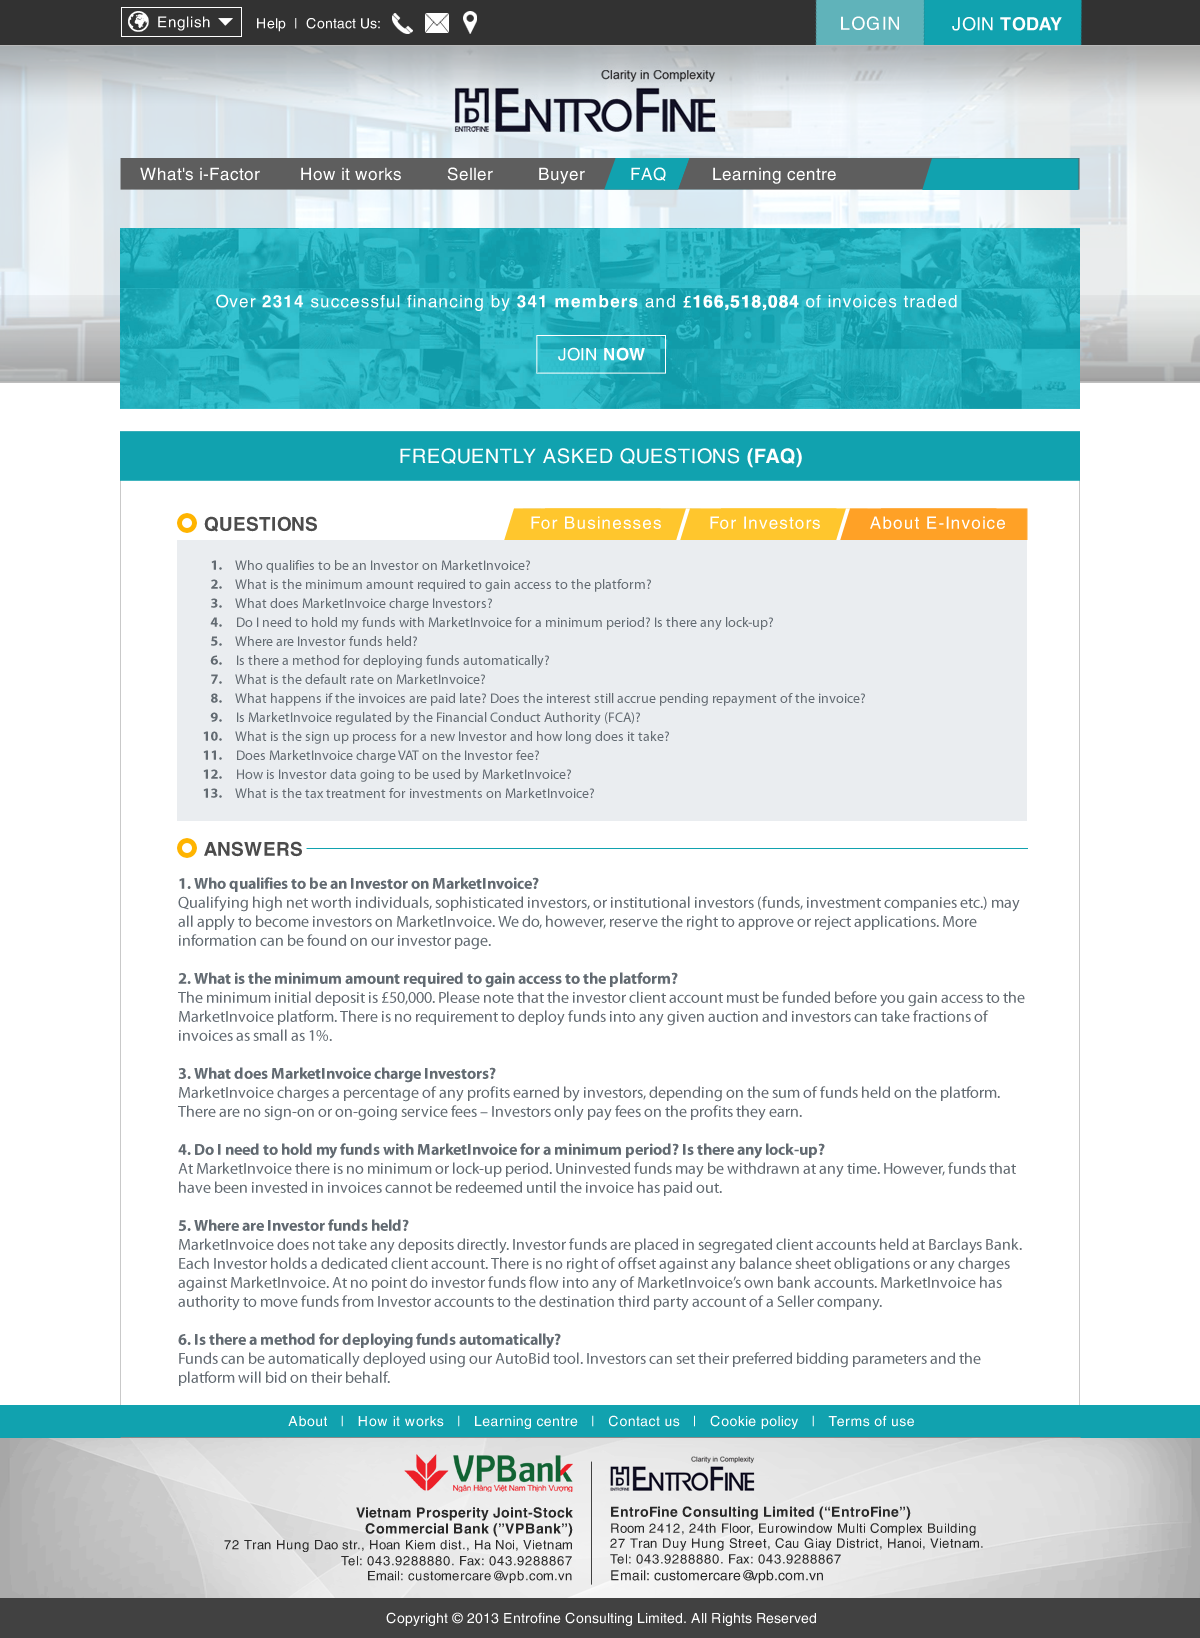 English
Help | Contact Us:
LOGIN
JOIN TODAY
Clarity in Complexity
ENTROFINE
ENTROFINE
What's i-Factor
How it works
Seller
Buyer
FAQ
Learning centre
Over 2314 successful financing by 341 members and £166,518,084 of invoices traded
JOIN NOW
FREQUENTLY ASKED QUESTIONS (FAQ)
QUESTIONS
For Businesses
For Investors
About E-Invoice
1. Who qualifies to be an Investor on MarketInvoice?
2. What is the minimum amount required to gain access to the platform?
3. What does MarketInvoice charge Investors?
4. Do I need to hold my funds with MarketInvoice for a minimum period? Is there any lock-up?
5. Where are Investor funds held?
6. Is there a method for deploying funds automatically?
7. What is the default rate on MarketInvoice?
8. What happens if the invoices are paid late? Does the interest still accrue pending repayment of the invoice?
9. Is MarketInvoice regulated by the Financial Conduct Authority (FCA)?
10. What is the sign up process for a new Investor and how long does it take?
11. Does MarketInvoice charge VAT on the Investor fee?
12. How is Investor data going to be used by MarketInvoice?
13. What is the tax treatment for investments on MarketInvoice?
ANSWERS
1. Who qualifies to be an Investor on MarketInvoice?
Qualifying high net worth individuals, sophisticated investors, or institutional investors (funds, investment companies etc.) may
all apply to become investors on MarketInvoice. We do, however, reserve the right to approve or reject applications. More
information can be found on our investor page.
2. What is the minimum amount required to gain access to the platform?
The minimum initial deposit is £50,000. Please note that the investor client account must be funded before you gain access to the
MarketInvoice platform. There is no requirement to deploy funds into any given auction and investors can take fractions of
invoices as small as 1%.
3. What does MarketInvoice charge Investors?
MarketInvoice charges a percentage of any profits earned by investors, depending on the sum of funds held on the platform.
There are no sign-on or on-going service fees – Investors only pay fees on the profits they earn.
4. Do I need to hold my funds with MarketInvoice for a minimum period? Is there any lock-up?
At MarketInvoice there is no minimum or lock-up period. Uninvested funds may be withdrawn at any time. However, funds that
have been invested in invoices cannot be redeemed until the invoice has paid out.
5. Where are Investor funds held?
MarketInvoice does not take any deposits directly. Investor funds are placed in segregated client accounts held at Barclays Bank.
Each Investor holds a dedicated client account. There is no right of offset against any balance sheet obligations or any charges
against MarketInvoice. At no point do investor funds flow into any of MarketInvoice’s own bank accounts. MarketInvoice has
authority to move funds from Investor accounts to the destination third party account of a Seller company.
6. Is there a method for deploying funds automatically?
Funds can be automatically deployed using our AutoBid tool. Investors can set their preferred bidding parameters and the
platform will bid on their behalf.
About | How it works | Learning centre | Contact us | Cookie policy | Terms of use
VPBank
Ngân Hàng Việt Nam Thịnh Vượng
Vietnam Prosperity Joint-Stock
Commercial Bank (”VPBank”)
72 Tran Hung Dao str., Hoan Kiem dist., Ha Noi, Vietnam
Tel: 043.9288880. Fax: 043.9288867
Email: customercare@vpb.com.vn
Clarity in Complexity
ENTROFINE
ENTROFINE
EntroFine Consulting Limited (“EntroFine”)
Room 2412, 24th Floor, Eurowindow Multi Complex Building
27 Tran Duy Hung Street, Cau Giay District, Hanoi, Vietnam.
Tel: 043.9288880. Fax: 043.9288867
Email: customercare@vpb.com.vn
Copyright © 2013 Entrofine Consulting Limited. All Rights Reserved